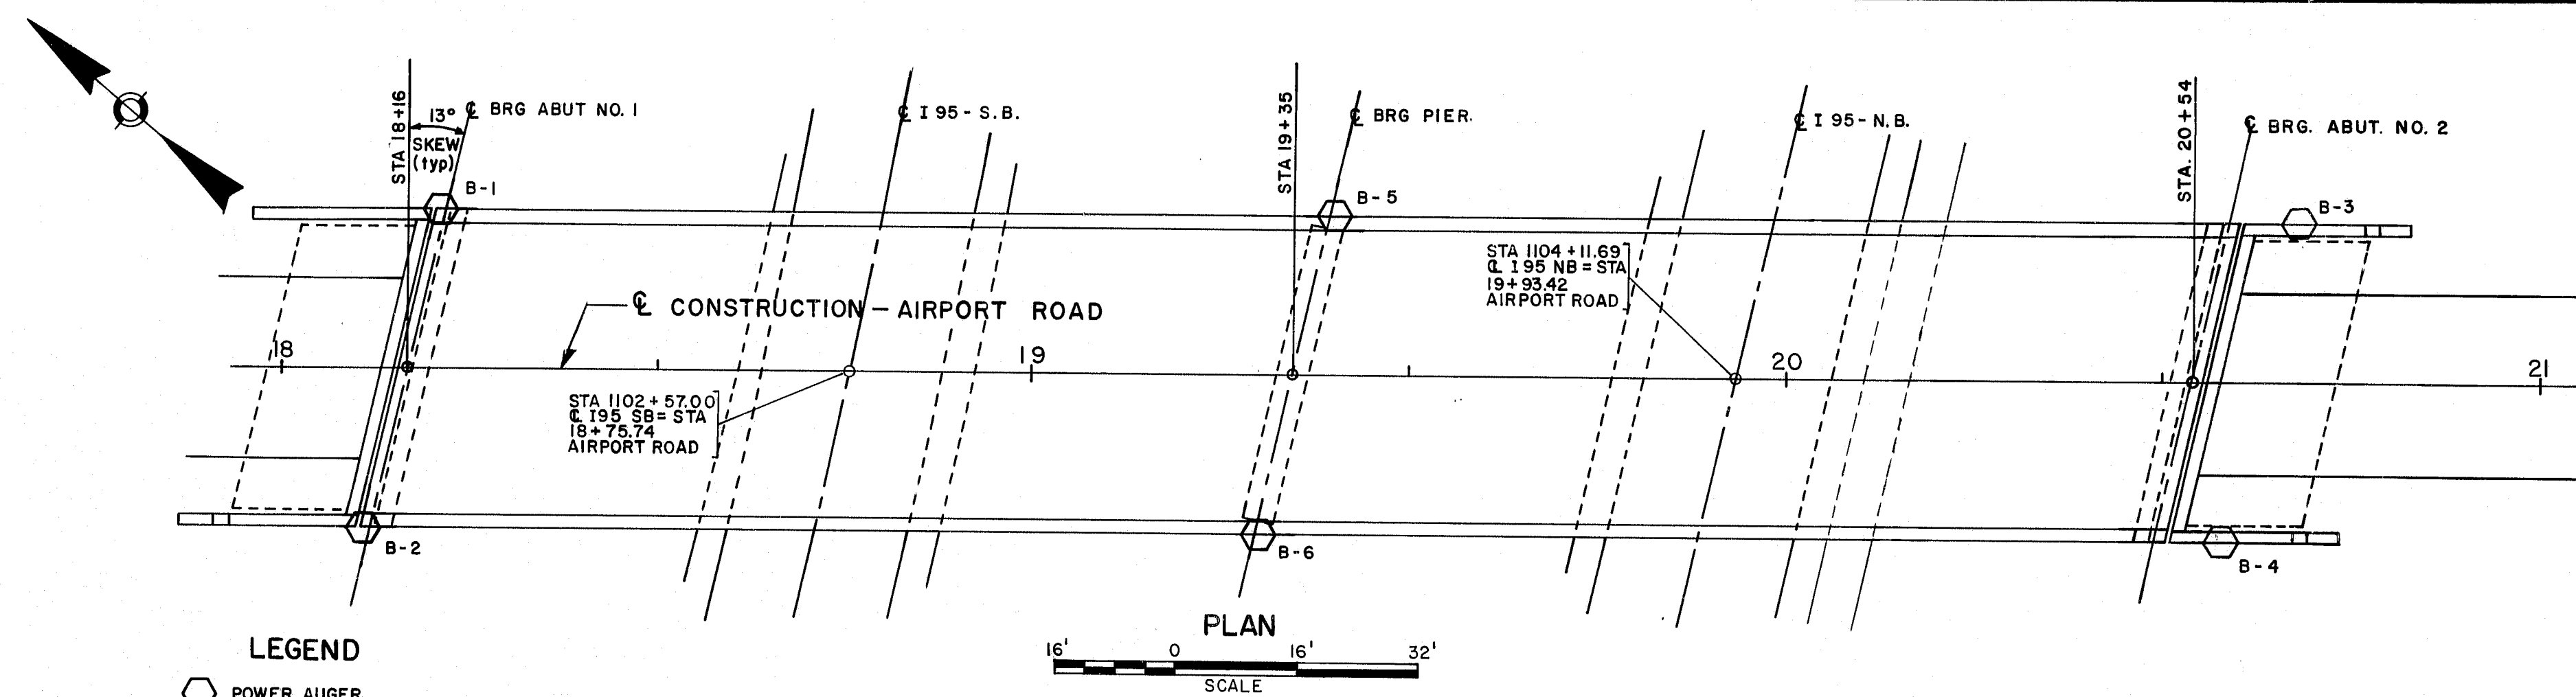 STA 18+16
13°
SKEW
(typ)
℄ BRG ABUT NO. 1
℄ I 95 - S.B.
STA 19+35
℄ BRG PIER.
℄ I 95 - N.B.
STA. 20+54
℄ BRG. ABUT. NO. 2
B-1
B-5
B-3
STA 1104+11.69
℄ I 95 NB = STA
19+93.42
AIRPORT ROAD
℄ CONSTRUCTION - AIRPORT ROAD
18
19
20
21
STA 1102+57.00
℄ I95 SB = STA
18+75.74
AIRPORT ROAD
B-2
B-6
B-4
PLAN
16' 0 16' 32'
SCALE
LEGEND
POWER AUGER